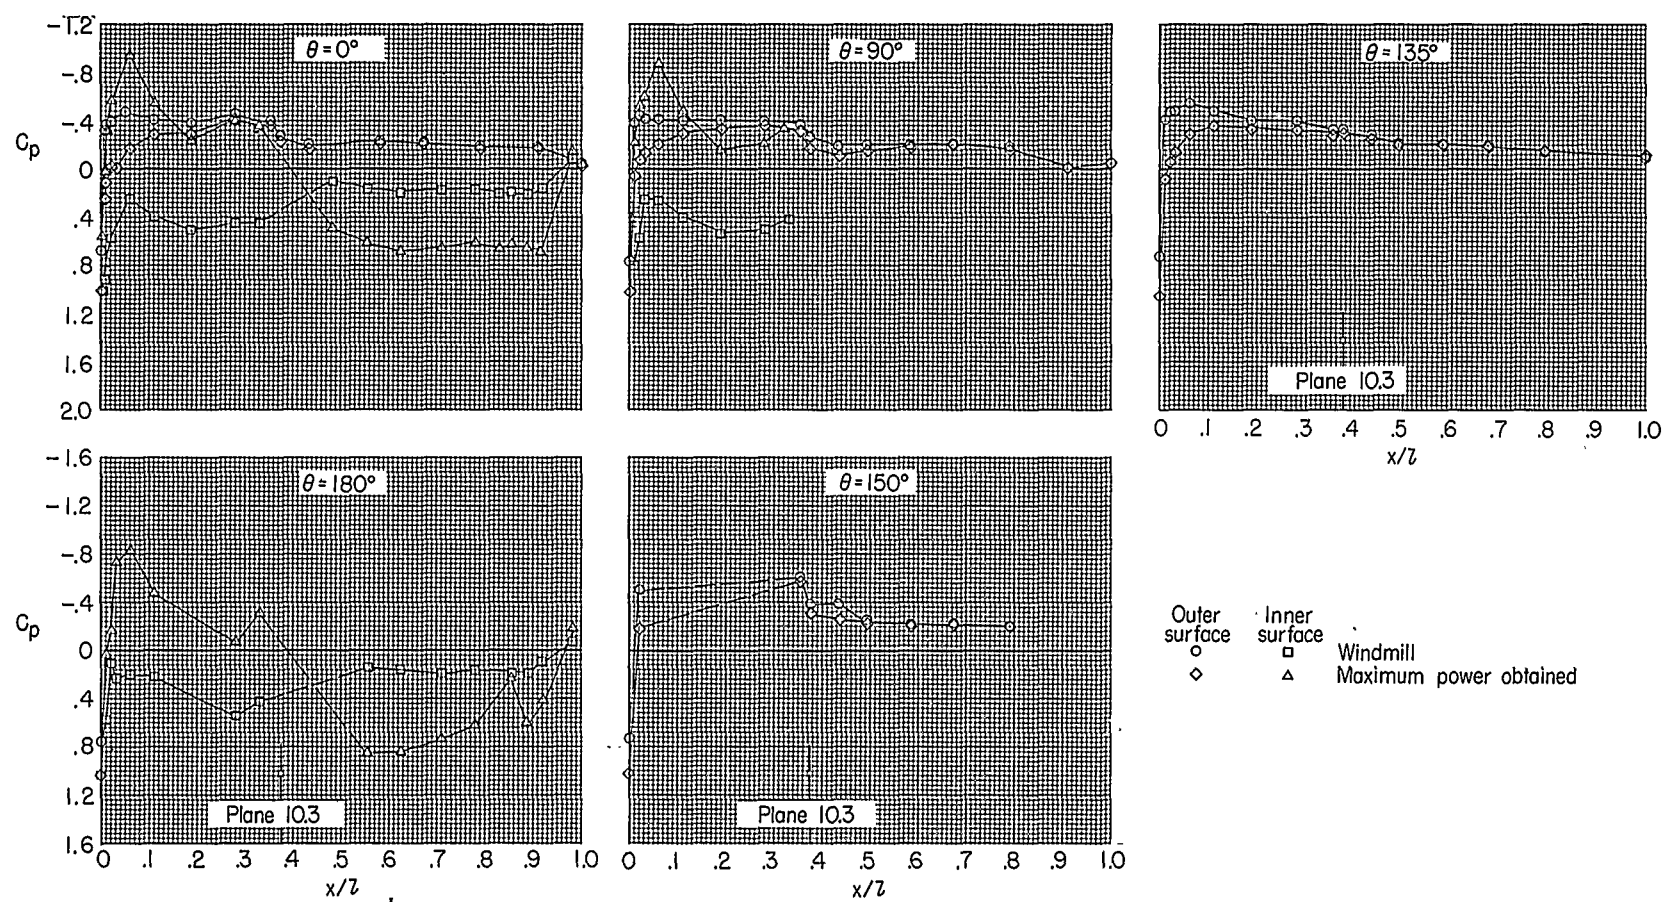 θ = 0°
-1.2
-.8
-.4
0
.4
.8
1.2
1.6
2.0
Cp
θ = 90°
θ = 135°
Plane 10.3
0 .1 .2 .3 .4 .5 .6 .7 .8 .9 1.0
x/l
θ = 180°
-1.6
-1.2
-.8
-.4
0
.4
.8
1.2
1.6
Cp
Plane 10.3
0 .1 .2 .3 .4 .5 .6 .7 .8 .9 1.0
x/l
θ = 150°
Plane 10.3
0 .1 .2 .3 .4 .5 .6 .7 .8 .9 1.0
x/l
Outer Inner
surface surface
Windmill
Maximum power obtained